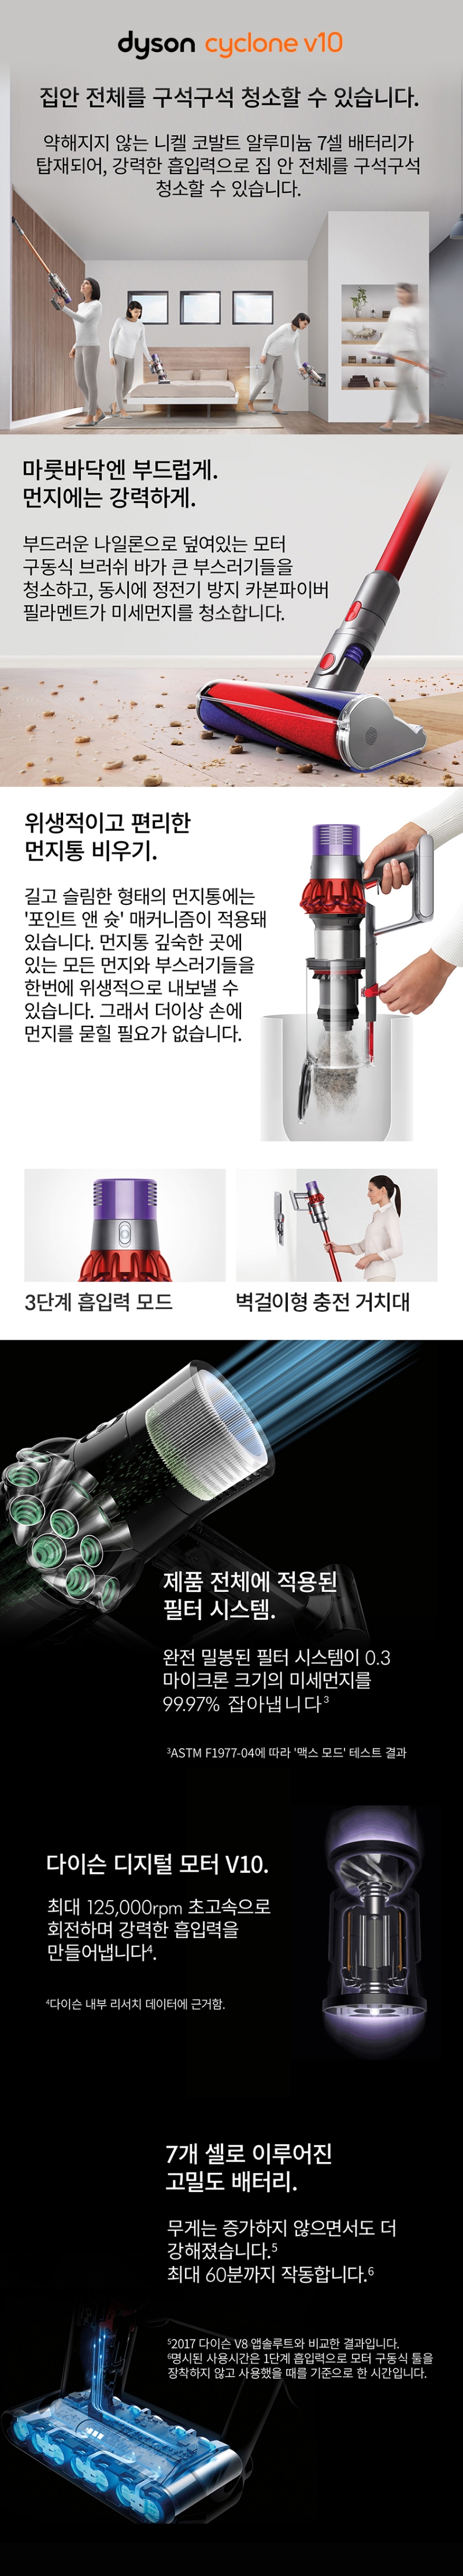 dyson cyclone v10
집안 전체를 구석구석 청소할 수 있습니다.
약해지지 않는 니켈 코발트 알루미늄 7셀 배터리가
탑재되어, 강력한 흡입력으로 집 안 전체를 구석구석
청소할 수 있습니다.
마룻바닥엔 부드럽게.
먼지에는 강력하게.
부드러운 나일론으로 덮여있는 모터
구동식 브러쉬 바가 큰 부스러기들을
청소하고, 동시에 정전기 방지 카본파이버
필라멘트가 미세먼지를 청소합니다.
위생적이고 편리한
먼지통 비우기.
길고 슬림한 형태의 먼지통에는
'포인트 앤 슛' 매커니즘이 적용돼
있습니다. 먼지통 깊숙한 곳에
있는 모든 먼지와 부스러기들을
한번에 위생적으로 내보낼 수
있습니다. 그래서 더이상 손에
먼지를 묻힐 필요가 없습니다.
3단계 흡입력 모드
벽걸이형 충전 거치대
제품 전체에 적용된
필터 시스템.
완전 밀봉된 필터 시스템이 0.3
마이크론 크기의 미세먼지를
99.97% 잡아냅니다³
³ASTM F1977-04에 따라 '맥스 모드' 테스트 결과
다이슨 디지털 모터 V10.
최대 125,000rpm 초고속으로
회전하며 강력한 흡입력을
만들어냅니다⁴.
⁴다이슨 내부 리서치 데이터에 근거함.
7개 셀로 이루어진
고밀도 배터리.
무게는 증가하지 않으면서도 더
강해졌습니다.⁵
최대 60분까지 작동합니다.⁶
⁵2017 다이슨 V8 앱솔루트와 비교한 결과입니다.
⁶명시된 사용시간은 1단계 흡입력으로 모터 구동식 툴을
장착하지 않고 사용했을 때를 기준으로 한 시간입니다.